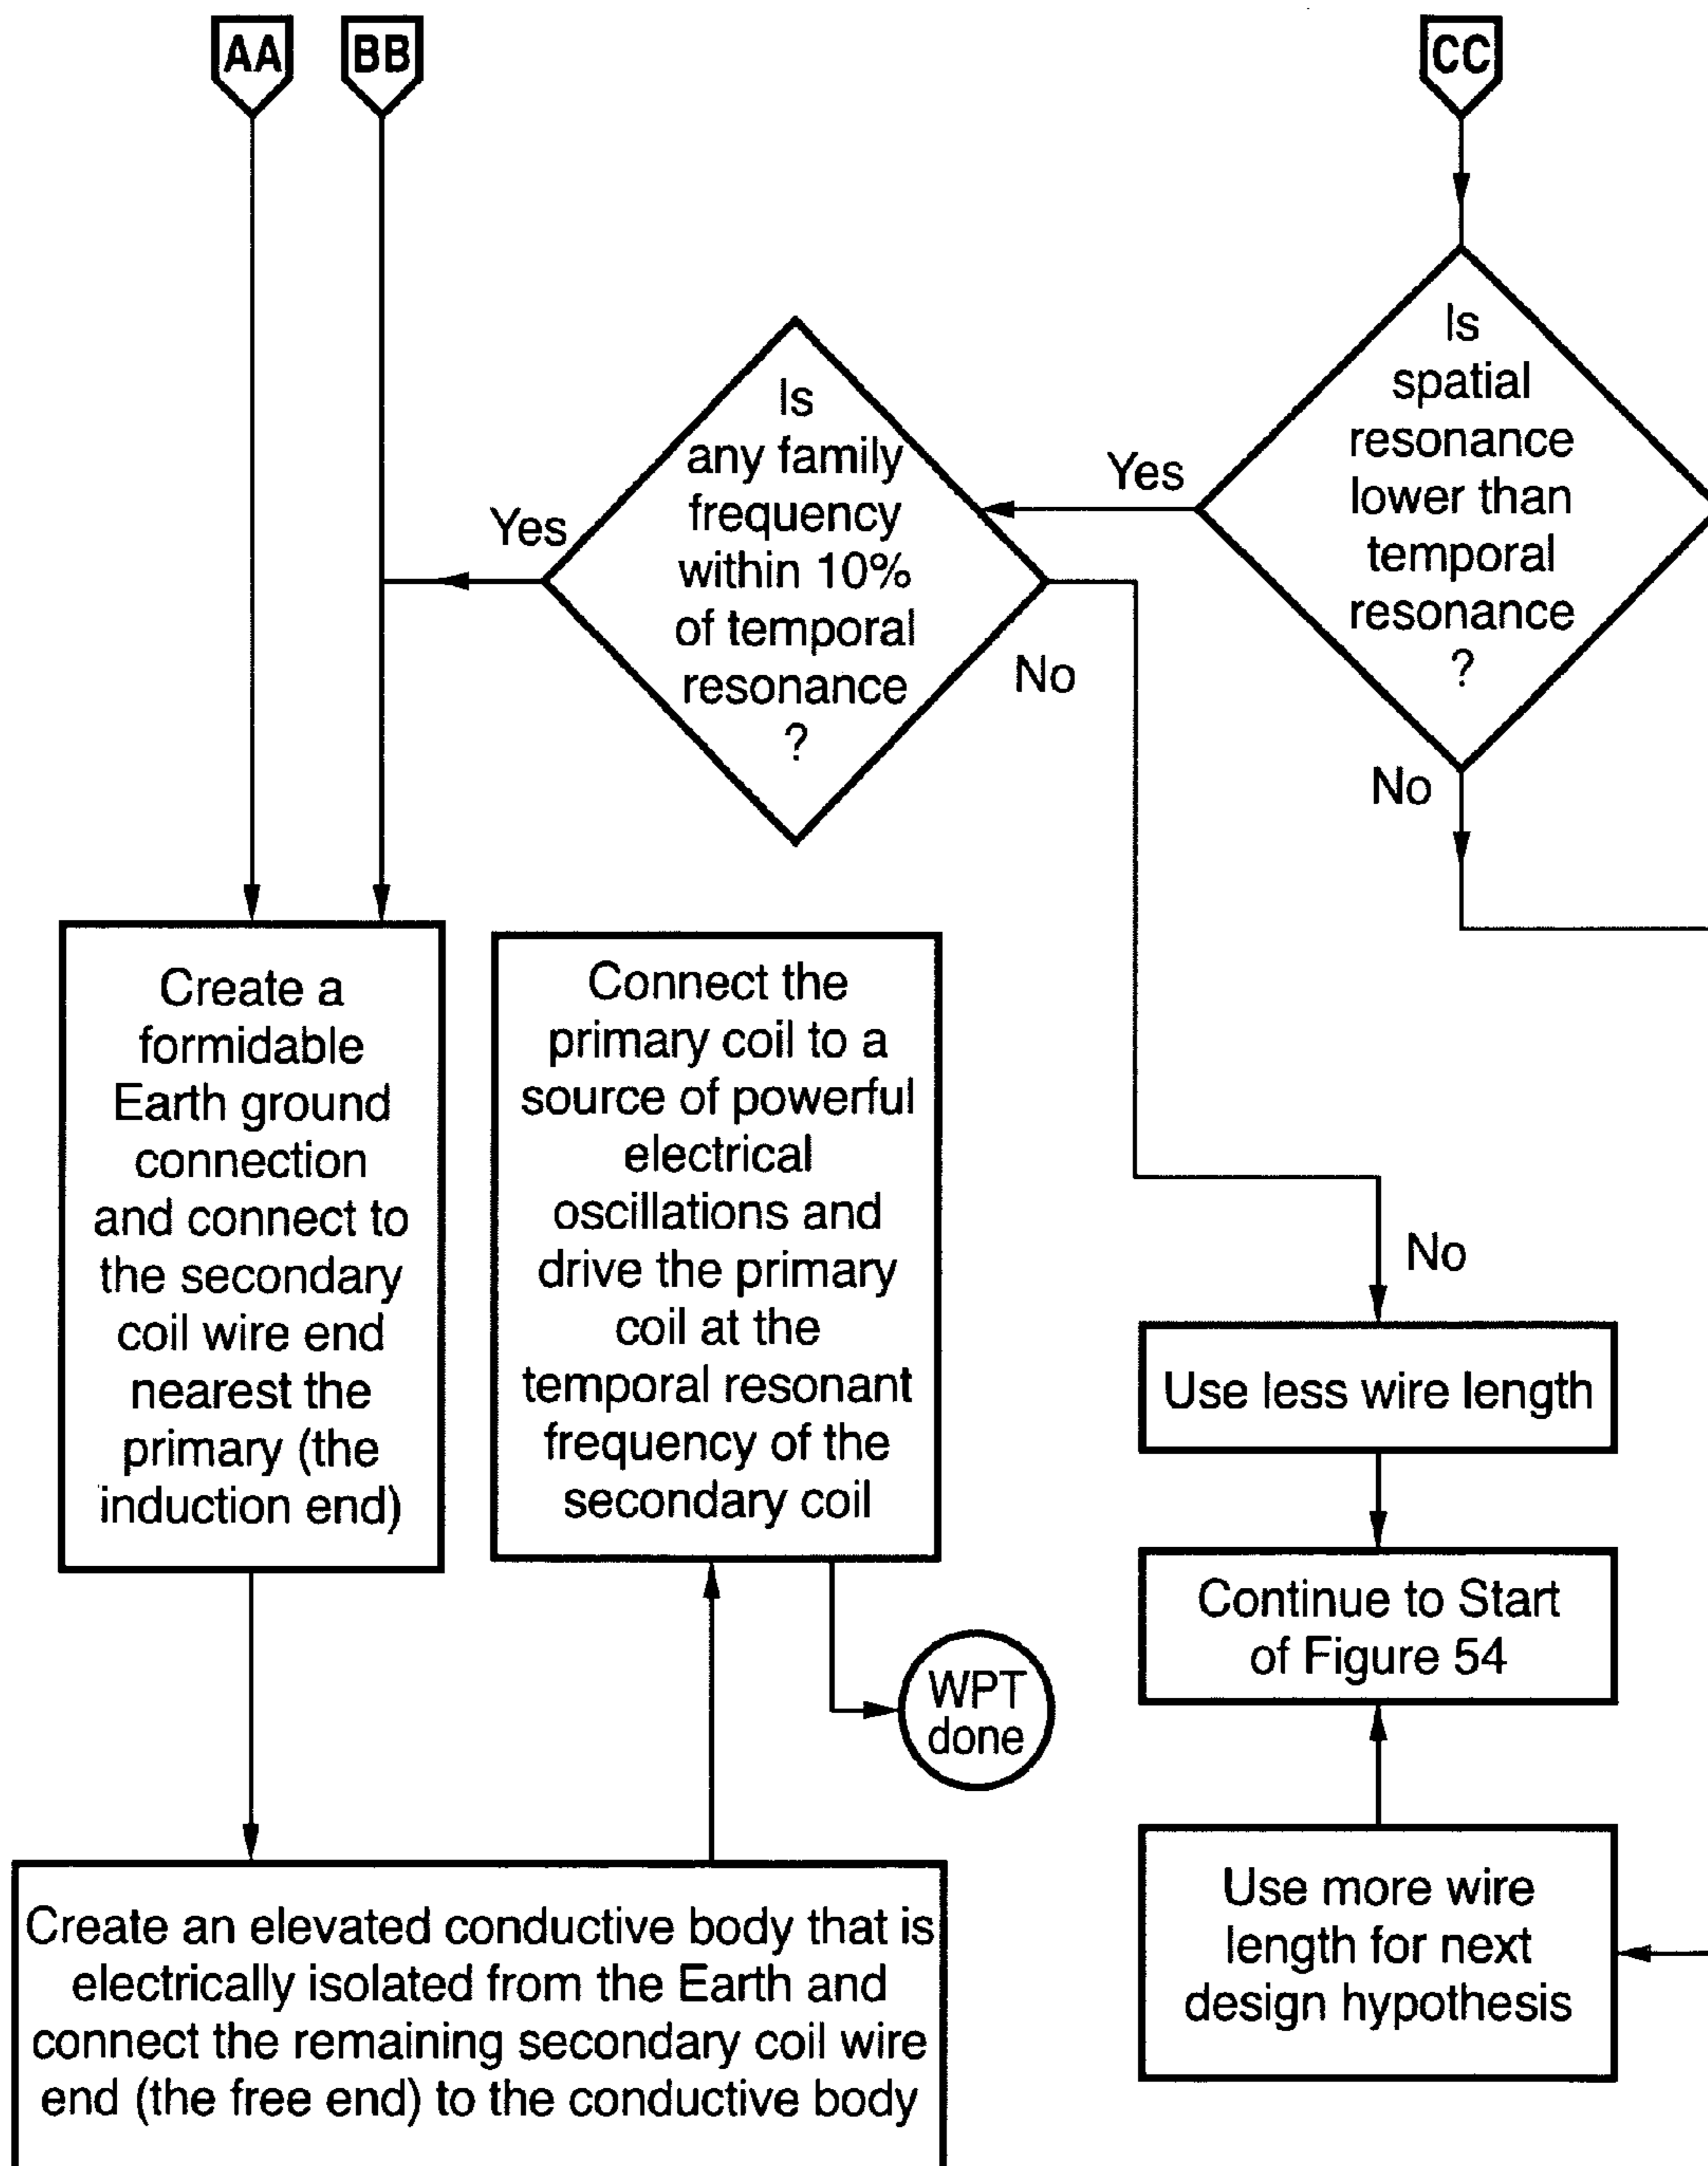 AA
BB
CC
Is
spatial
resonance
lower than
temporal
resonance
?
Yes
No
Is
any family
frequency
within 10%
of temporal
resonance
?
Yes
No
Create a
formidable
Earth ground
connection
and connect to
the secondary
coil wire end
nearest the
primary (the
induction end)
Connect the
primary coil to a
source of powerful
electrical
oscillations and
drive the primary
coil at the
temporal resonant
frequency of the
secondary coil
No
Use less wire length
Continue to Start
of Figure 54
WPT
done
Use more wire
length for next
design hypothesis
Create an elevated conductive body that is
electrically isolated from the Earth and
connect the remaining secondary coil wire
end (the free end) to the conductive body